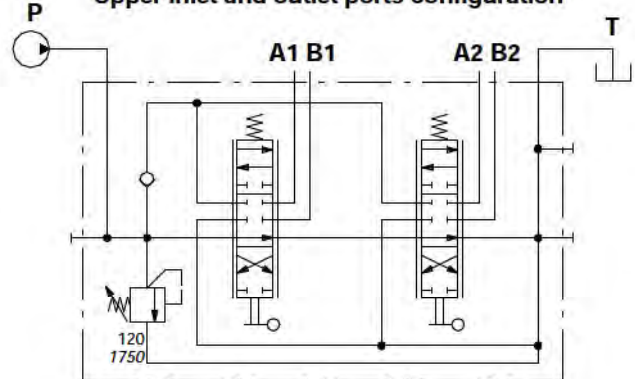 Upper inlet and outlet ports configuration
P
T
A1 B1
A2 B2
120
1750